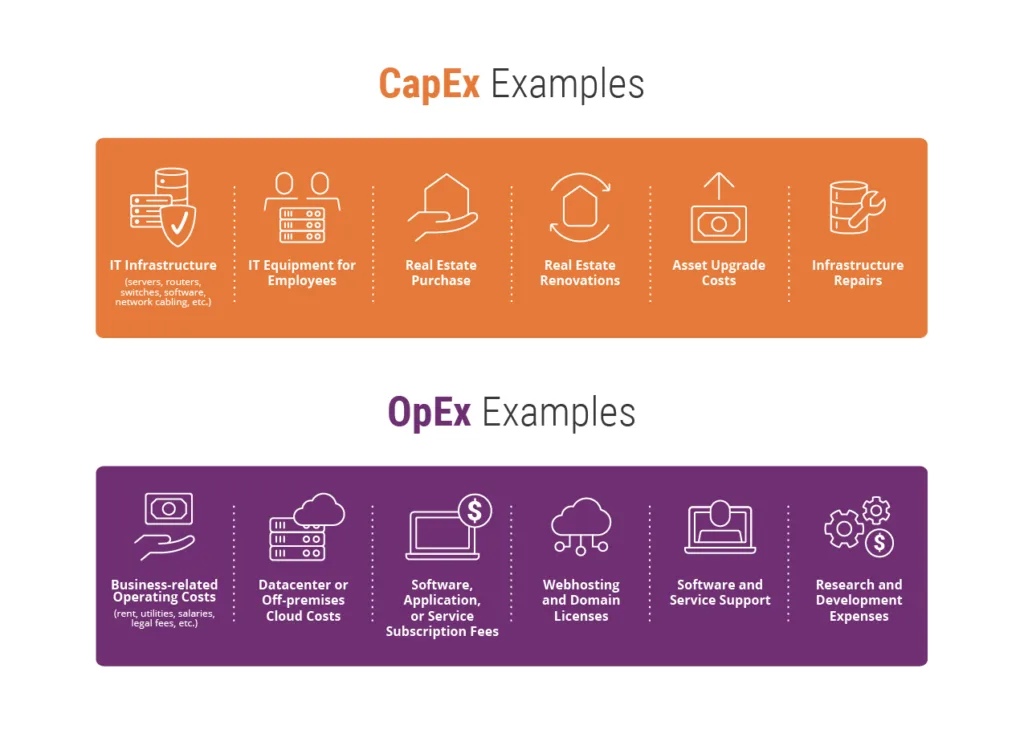 CapEx Examples
IT Infrastructure
(servers, routers,
switches, software,
network cabling, etc.)
IT Equipment for
Employees
Real Estate
Purchase
Real Estate
Renovations
Asset Upgrade
Costs
Infrastructure
Repairs
OpEx Examples
Business-related
Operating Costs
(rent, utilities, salaries,
legal fees, etc.)
Datacenter or
Off-premises
Cloud Costs
$
Software,
Application,
or Service
Subscription Fees
Webhosting
and Domain
Licenses
Software and
Service Support
$
Research and
Development
Expenses